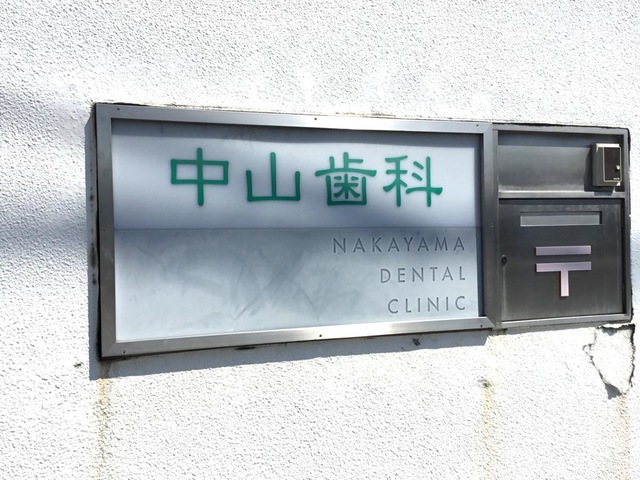 中山歯科
NAKAYAMA
DENTAL
CLINIC
〒